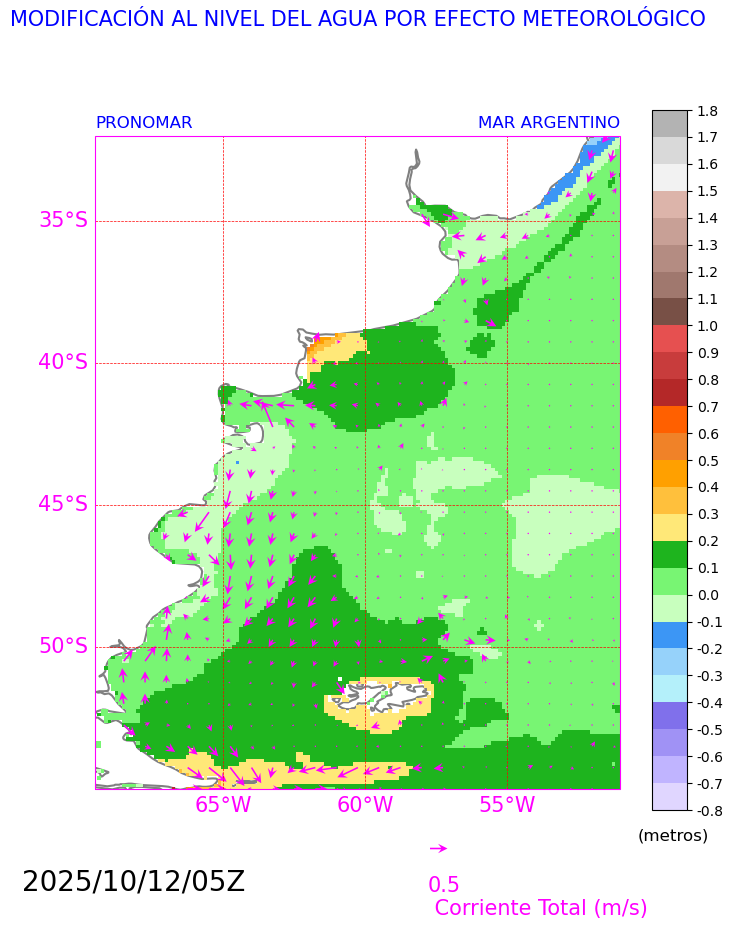 MODIFICACIÓN AL NIVEL DEL AGUA POR EFECTO METEOROLÓGICO
PRONOMAR
MAR ARGENTINO
35°S
40°S
45°S
50°S
65°W
60°W
55°W
1.8
1.7
1.6
1.5
1.4
1.3
1.2
1.1
1.0
0.9
0.8
0.7
0.6
0.5
0.4
0.3
0.2
0.1
0.0
-0.1
-0.2
-0.3
-0.4
-0.5
-0.6
-0.7
-0.8
(metros)
2025/10/12/05Z
0.5
Corriente Total (m/s)